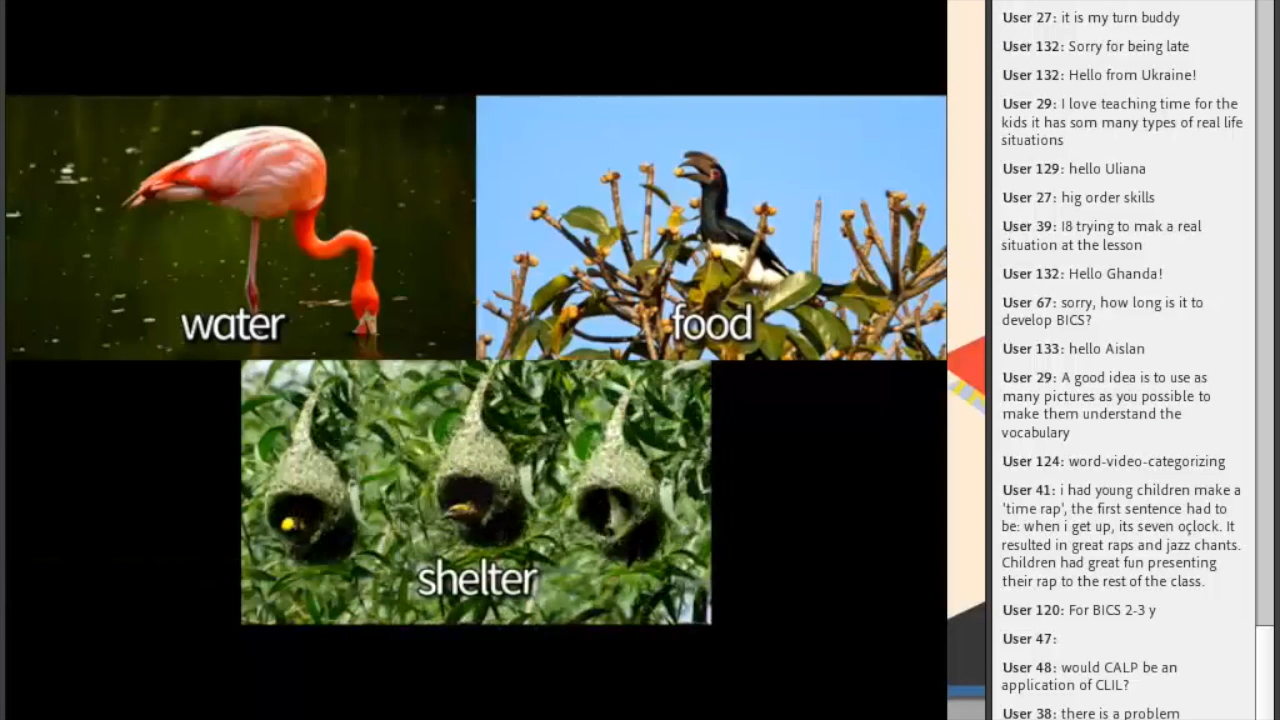 water
food
shelter
User 27: it is my turn buddy
User 132: Sorry for being late
User 132: Hello from Ukraine!
User 29: I love teaching time for the
kids it has som many types of real life
situations
User 129: hello Uliana
User 27: hig order skills
User 39: I8 trying to mak a real
situation at the lesson
User 132: Hello Ghanda!
User 67: sorry, how long is it to
develop BICS?
User 133: hello Aislan
User 29: A good idea is to use as
many pictures as you possible to
make them understand the
vocabulary
User 124: word-video-categorizing
User 41: i had young children make a
'time rap', the first sentence had to
be: when i get up, its seven oçlock. It
resulted in great raps and jazz chants.
Children had great fun presenting
their rap to the rest of the class.
User 120: For BICS 2-3 y
User 47:
User 48: would CALP be an
application of CLIL?
User 38: there is a problem